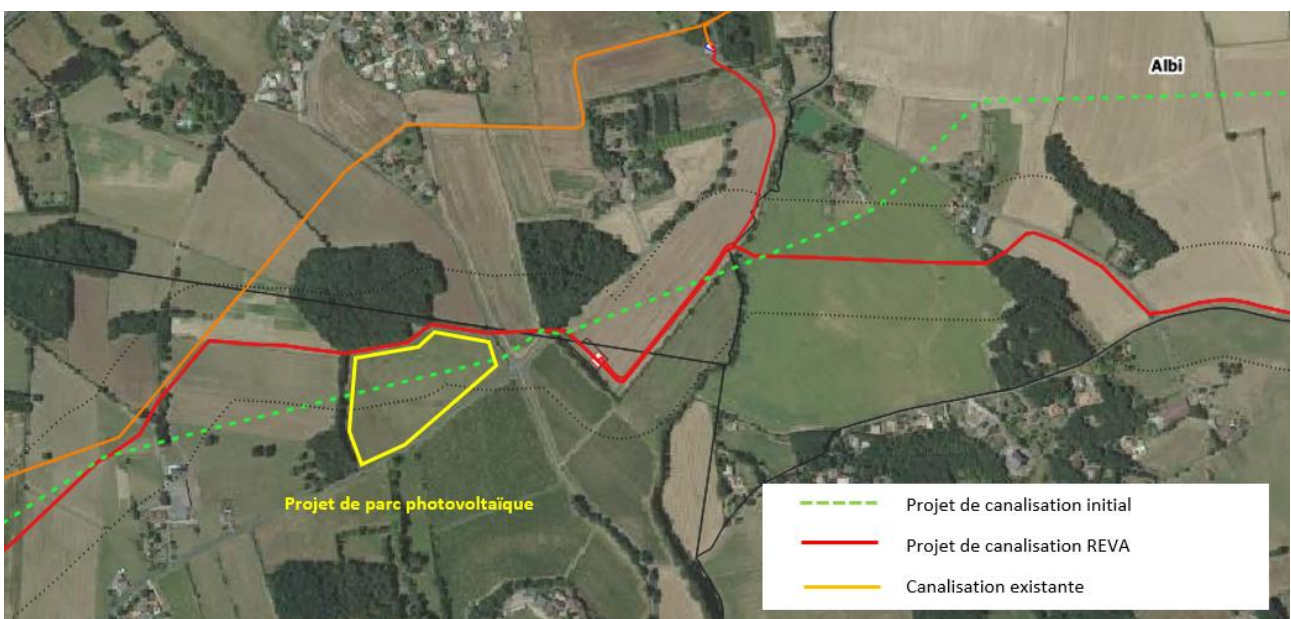 Albi
Projet de parc photovoltaïque
Projet de canalisation initial
Projet de canalisation REVA
Canalisation existante